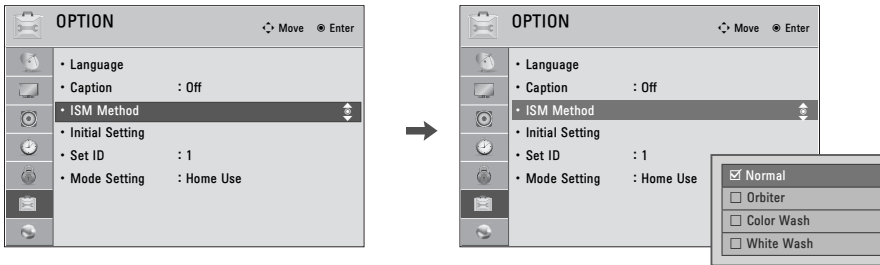 OPTION
Move Enter
• Language
• Caption : Off
• ISM Method
• Initial Setting
• Set ID : 1
• Mode Setting : Home Use
OPTION
Move Enter
• Language
• Caption : Off
• ISM Method
• Initial Setting
• Set ID : 1
• Mode Setting : Home Use
Normal
Orbiter
Color Wash
White Wash